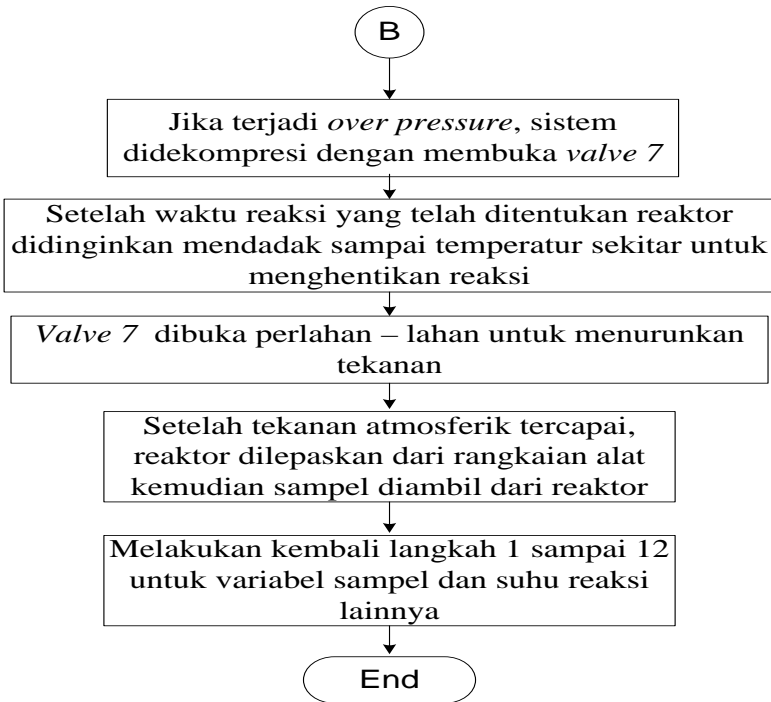 B
Jika terjadi over pressure, sistem
didekompresi dengan membuka valve 7
Setelah waktu reaksi yang telah ditentukan reaktor
didinginkan mendadak sampai temperatur sekitar untuk
menghentikan reaksi
Valve 7 dibuka perlahan – lahan untuk menurunkan
tekanan
Setelah tekanan atmosferik tercapai,
reaktor dilepaskan dari rangkaian alat
kemudian sampel diambil dari reaktor
Melakukan kembali langkah 1 sampai 12
untuk variabel sampel dan suhu reaksi
lainnya
End